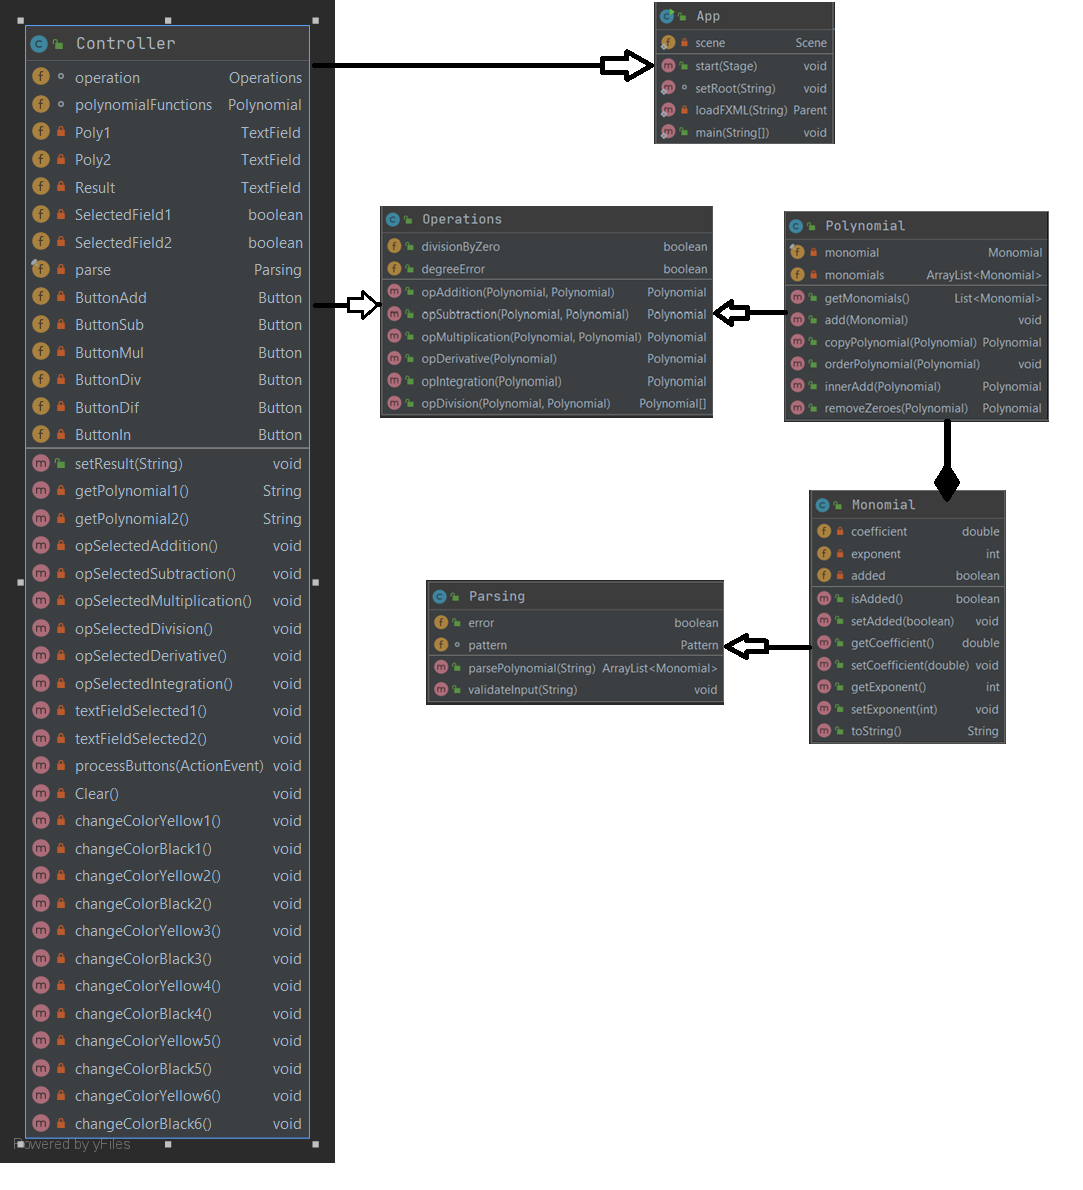 Controller
operation Operations
polynomialFunctions Polynomial
Poly1 TextField
Poly2 TextField
Result TextField
SelectedField1 boolean
SelectedField2 boolean
parse Parsing
ButtonAdd Button
ButtonSub Button
ButtonMul Button
ButtonDiv Button
ButtonDif Button
ButtonIn Button
setResult(String) void
getPolynomial1() String
getPolynomial2() String
opSelectedAddition() void
opSelectedSubtraction() void
opSelectedMultiplication() void
opSelectedDivision() void
opSelectedDerivative() void
opSelectedIntegration() void
textFieldSelected1() void
textFieldSelected2() void
processButtons(ActionEvent) void
Clear() void
changeColorYellow1() void
changeColorBlack1() void
changeColorYellow2() void
changeColorBlack2() void
changeColorYellow3() void
changeColorBlack3() void
changeColorYellow4() void
changeColorBlack4() void
changeColorYellow5() void
changeColorBlack5() void
changeColorYellow6() void
changeColorBlack6() void
Powered by yFiles
App
scene Scene
start(Stage) void
setRoot(String) void
loadFXML(String) Parent
main(String[]) void
Operations
divisionByZero boolean
degreeError boolean
opAddition(Polynomial, Polynomial) Polynomial
opSubtraction(Polynomial, Polynomial) Polynomial
opMultiplication(Polynomial, Polynomial) Polynomial
opDerivative(Polynomial) Polynomial
opIntegration(Polynomial) Polynomial
opDivision(Polynomial, Polynomial) Polynomial[]
Polynomial
monomial Monomial
monomials ArrayList<Monomial>
getMonomials() List<Monomial>
add(Monomial) void
copyPolynomial(Polynomial) Polynomial
orderPolynomial(Polynomial) void
innerAdd(Polynomial) Polynomial
removeZeroes(Polynomial) Polynomial
Parsing
error boolean
pattern Pattern
parsePolynomial(String) ArrayList<Monomial>
validateInput(String) void
Monomial
coefficient double
exponent int
added boolean
isAdded() boolean
setAdded(boolean) void
getCoefficient() double
setCoefficient(double) void
getExponent() int
setExponent(int) void
toString() String